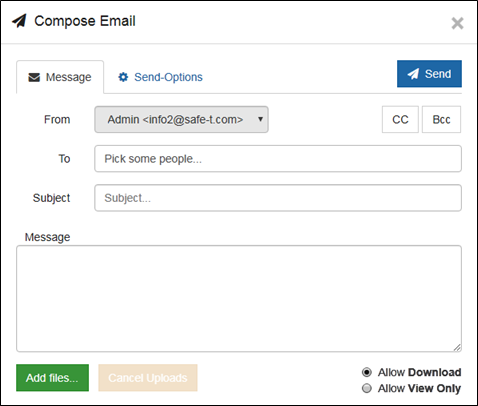 Compose Email
Message
Send-Options
Send
From
Admin <info2@safe-t.com>
CC
Bcc
To
Pick some people...
Subject
Subject...
Message
Add files...
Cancel Uploads
Allow Download
Allow View Only